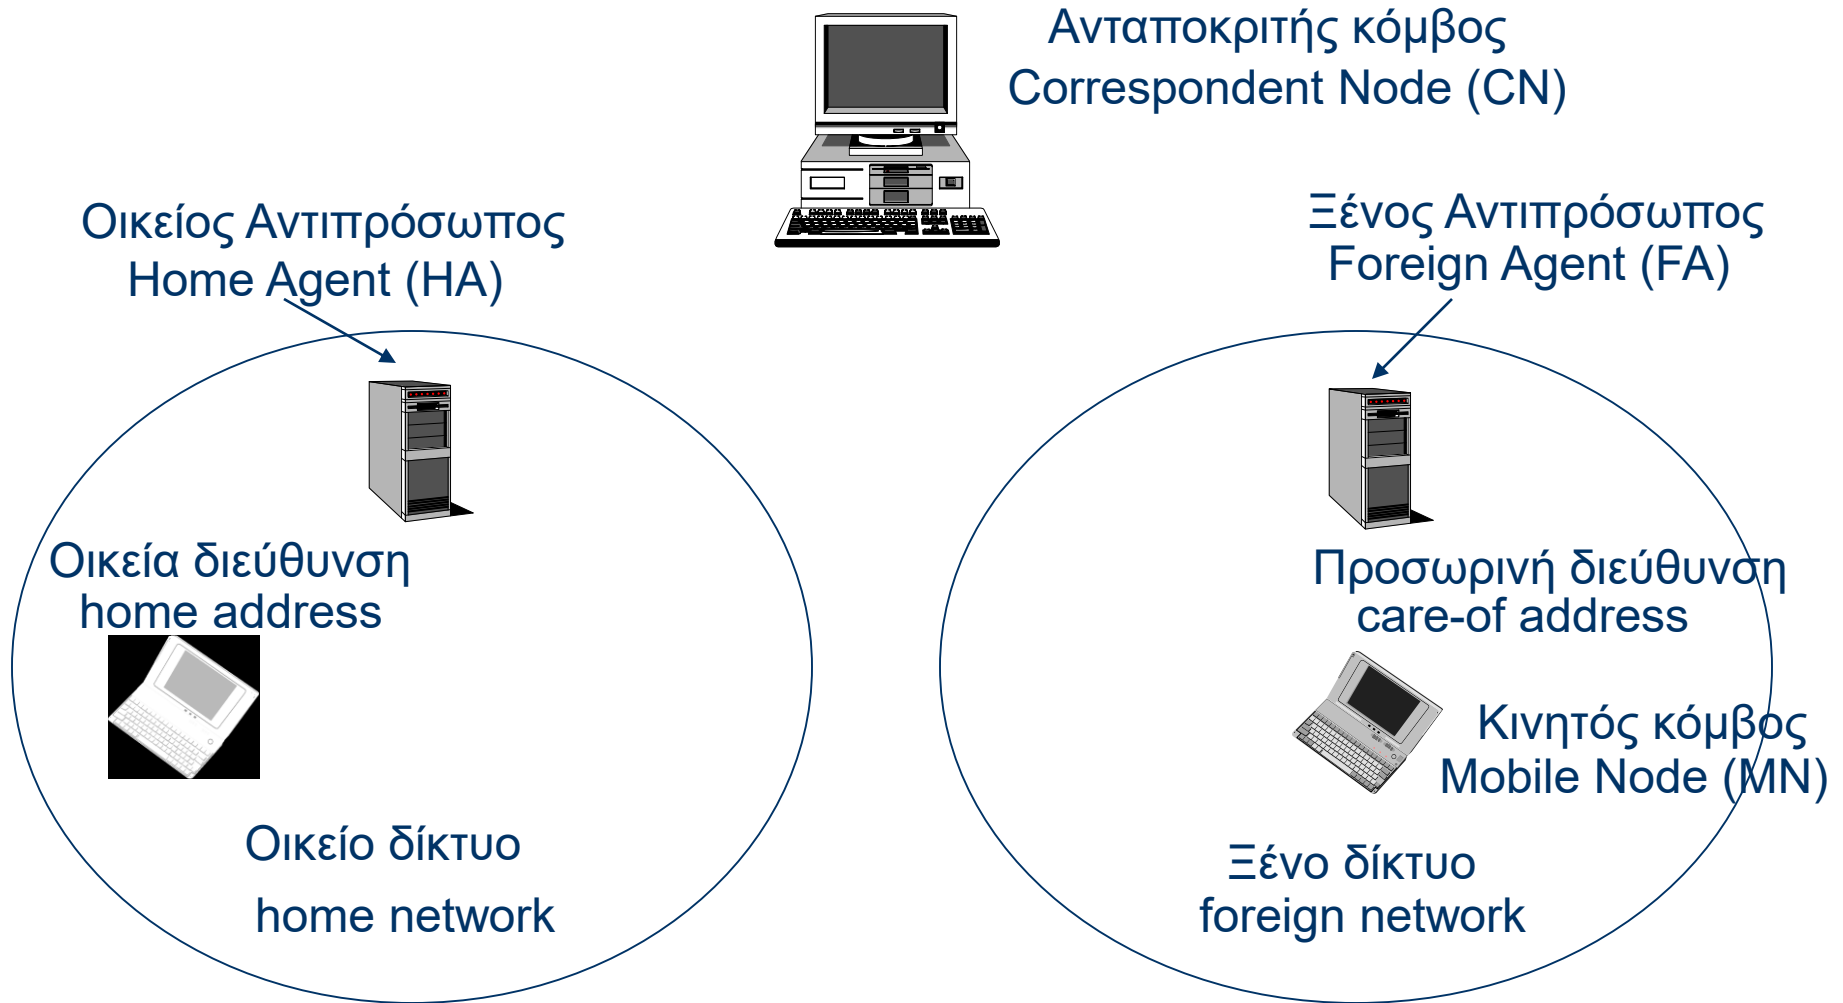 Ανταποκριτής κόμβος
Correspondent Node (CN)
Οικείος Αντιπρόσωπος
Home Agent (HA)
Ξένος Αντιπρόσωπος
Foreign Agent (FA)
Οικεία διεύθυνση
home address
Προσωρινή διεύθυνση
care-of address
Κινητός κόμβος
Mobile Node (MN)
Οικείο δίκτυο
home network
Ξένο δίκτυο
foreign network